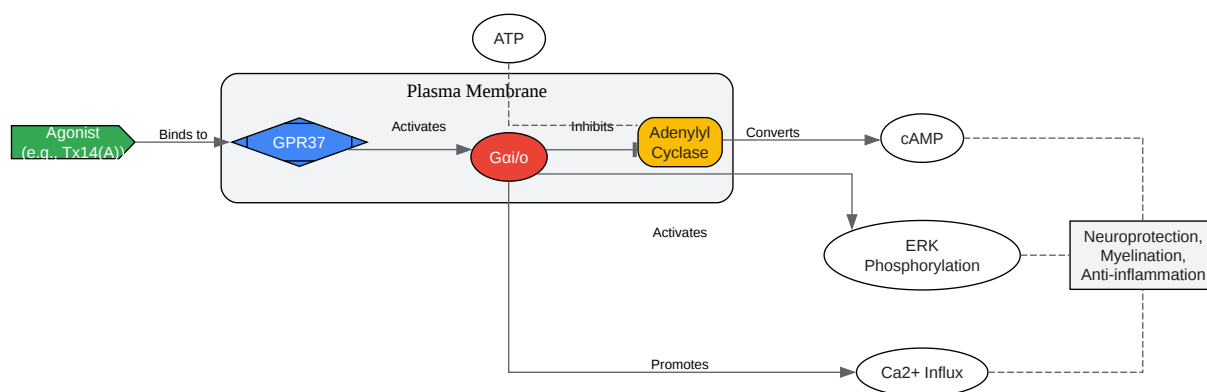 ATP
Plasma Membrane
Agonist
(e.g., Tx14(A))
Binds to
GPR37
Activates
Gαi/o
Inhibits
Adenylyl
Cyclase
Converts
cAMP
Activates
ERK
Phosphorylation
Neuroprotection,
Myelination,
Anti-inflammation
Promotes
Ca2+ Influx